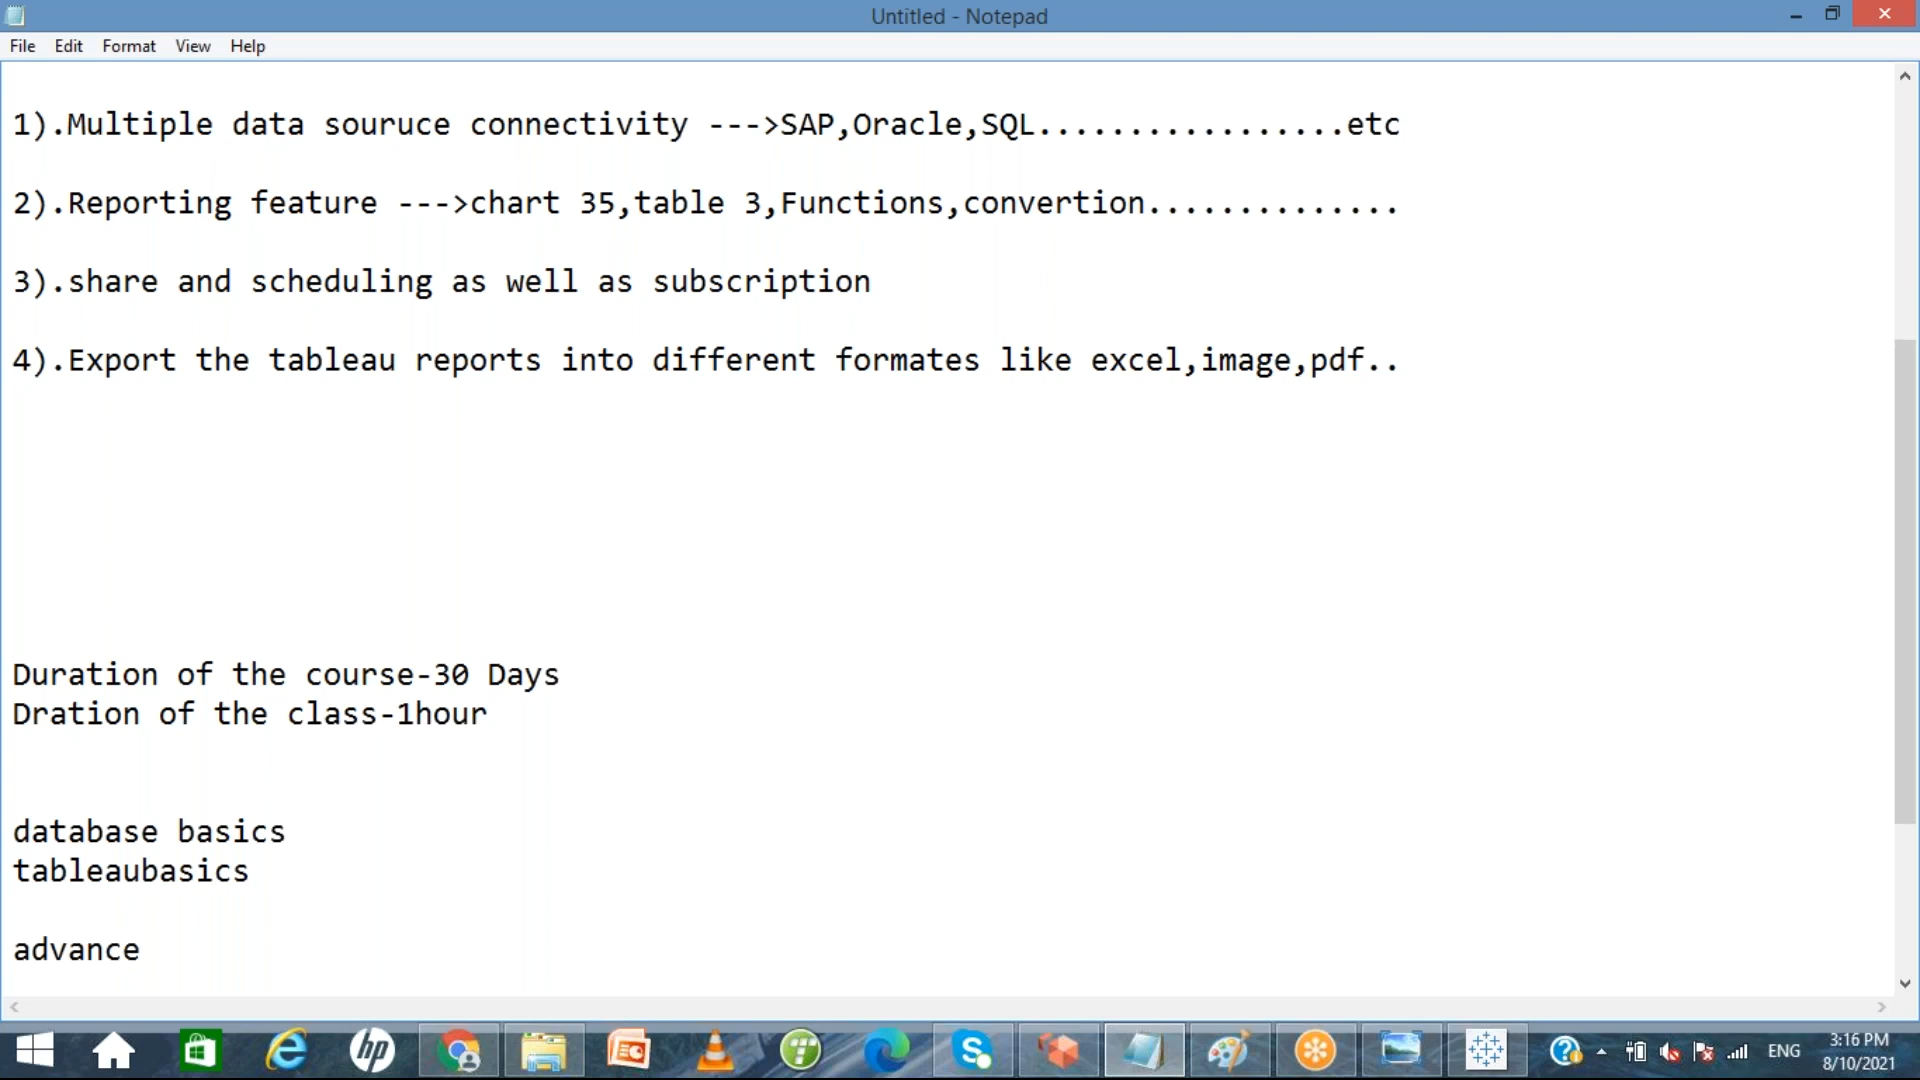 Untitled - Notepad
File Edit Format View Help
1).Multiple data souruce connectivity --->SAP,Oracle,SQL.................etc
2).Reporting feature --->chart 35,table 3,Functions,convertion..............
3).share and scheduling as well as subscription
4).Export the tableau reports into different formates like excel,image,pdf..
Duration of the course-30 Days
Dration of the class-1hour
database basics
tableaubasics
advance
ENG
3:16 PM
8/10/2021